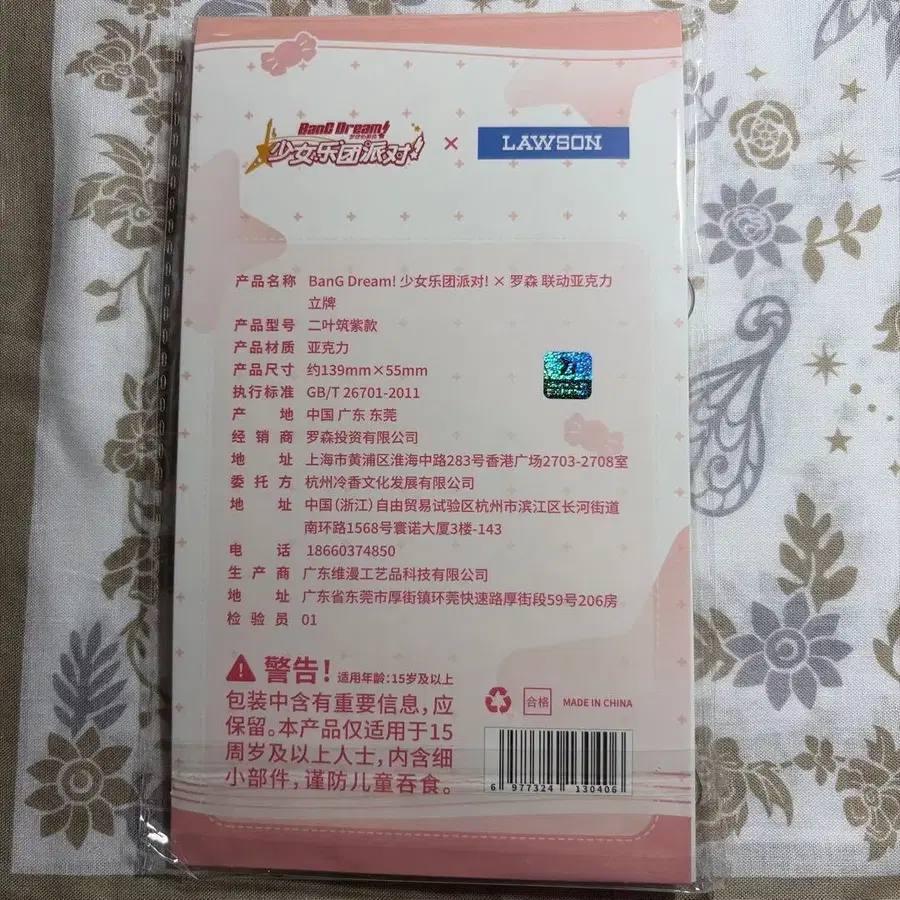 BanG Dream!
少女乐团派对!
×
LAWSON
产品名称 BanG Dream! 少女乐团派对! × 罗森 联动亚克力
立牌
产品型号 二叶筑紫款
产品材质 亚克力
产品尺寸 约139mm×55mm
执行标准 GB/T 26701-2011
产 地 中国 广东 东莞
经 销 商 罗森投资有限公司
地 址 上海市黄浦区淮海中路283号香港广场2703-2708室
委 托 方 杭州冷香文化发展有限公司
地 址 中国(浙江)自由贸易试验区杭州市滨江区长河街道
南环路1568号寰诺大厦3楼-143
电 话 18660374850
生 产 商 广东维漫工艺品科技有限公司
地 址 广东省东莞市厚街镇环莞快速路厚街段59号206房
检 验 员 01
警告! 适用年龄:15岁及以上
包装中含有重要信息,应
保留。本产品仅适用于15
周岁及以上人士,内含细
小部件,谨防儿童吞食。
合格 MADE IN CHINA
6 977324 130406